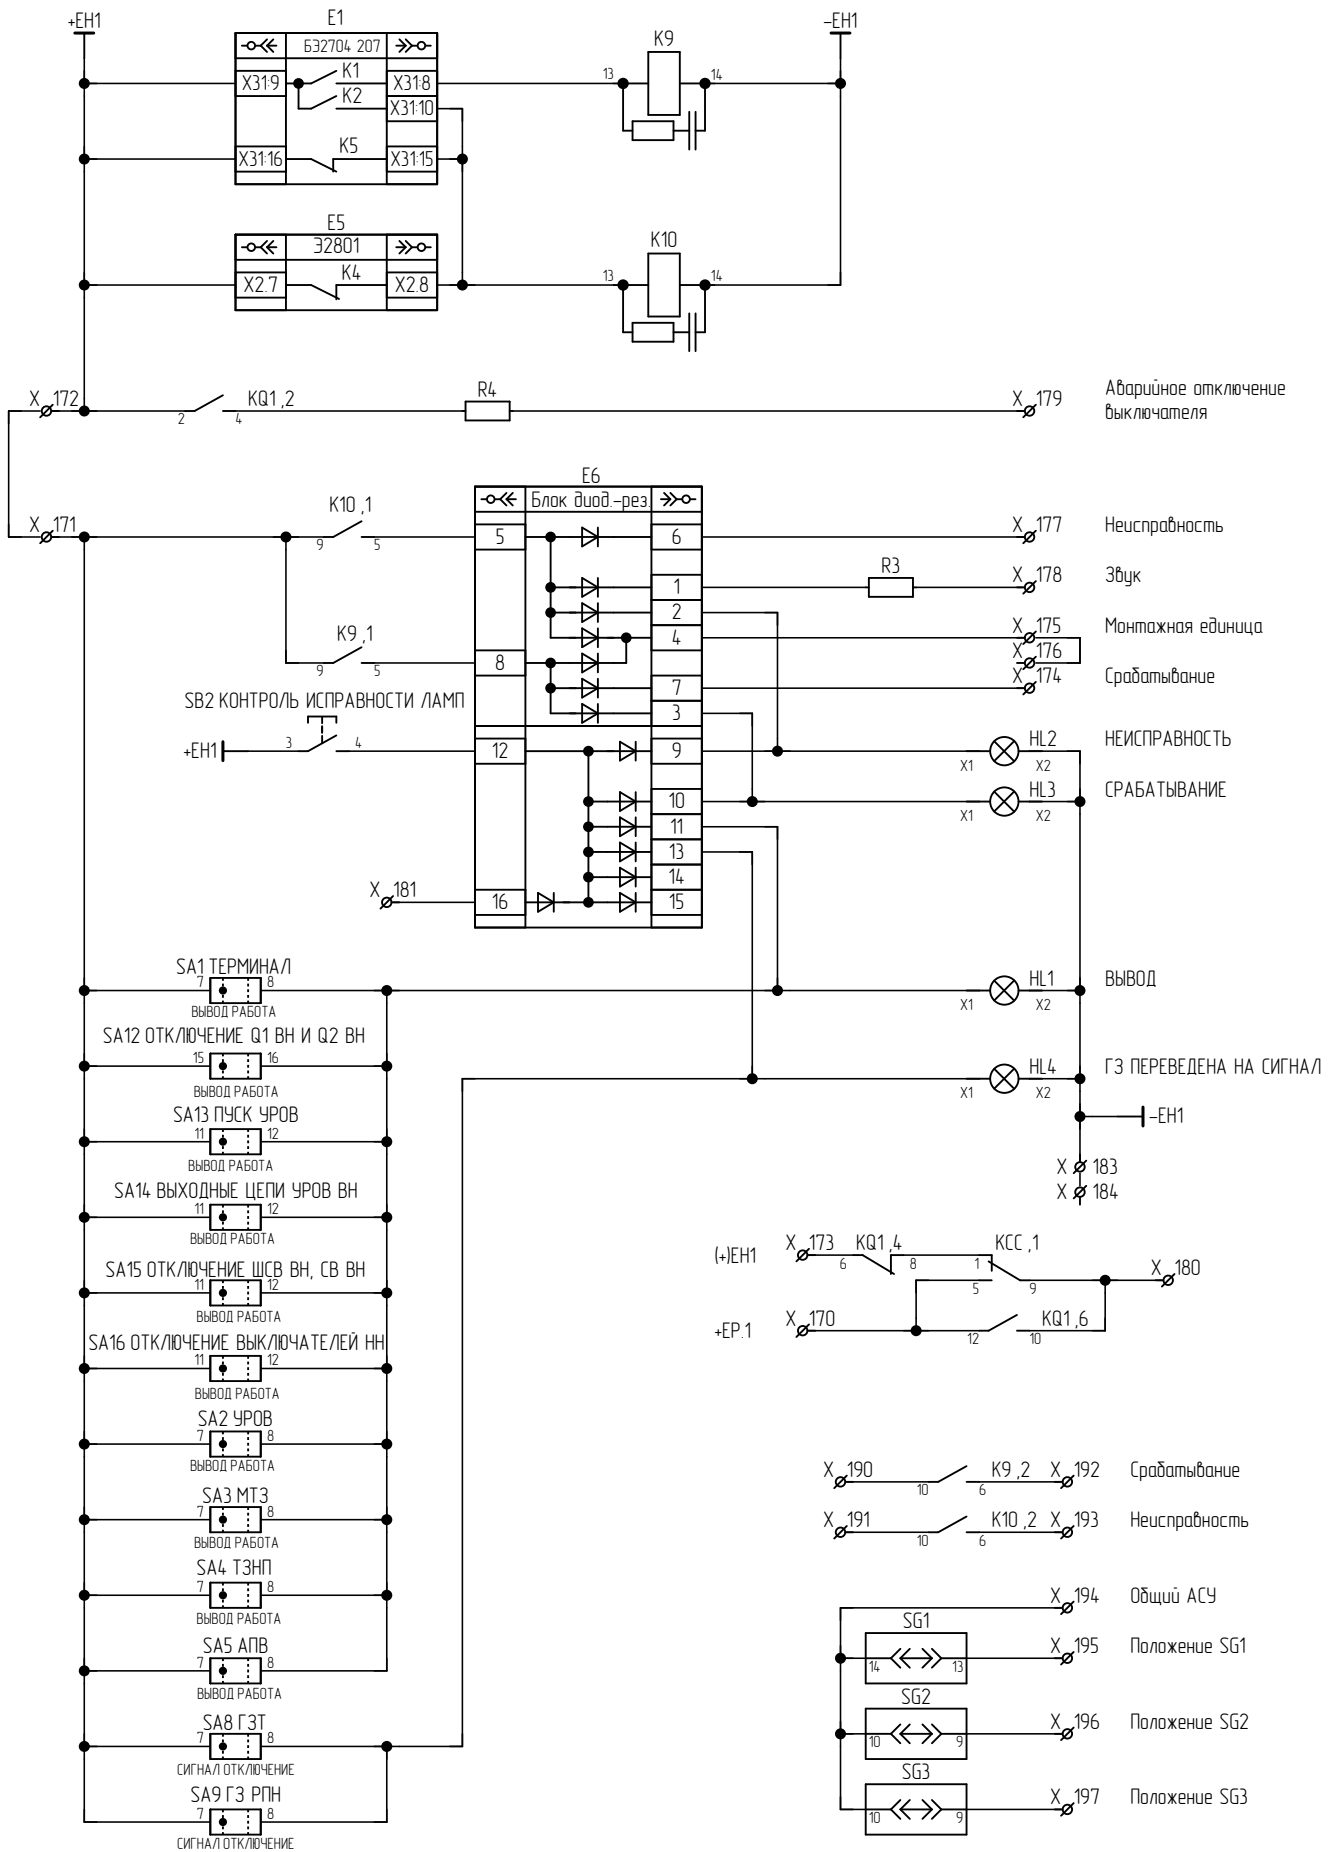 +EH1
E1
-EH1
БЭ2704 207
K9
X31:9
K1
X31:8
13
14
K2
X31:10
K5
X31:16
X31:15
E5
Э2801
K10
X2.7
K4
X2.8
13
14
X 172
KQ1 ,2
2
4
R4
X 179
Аварийное отключение
выключателя
E6
Блок диод.-рез.
X 171
K10 ,1
9
5
5
6
X 177
Неисправность
1
R3
X 178
Звук
2
K9 ,1
9
5
4
X 175
Монтажная единица
8
X 176
7
X 174
Срабатывание
3
SB2 КОНТРОЛЬ ИСПРАВНОСТИ ЛАМП
+EH1
3
4
12
9
HL2
X1
X2
НЕИСПРАВНОСТЬ
10
HL3
X1
X2
СРАБАТЫВАНИЕ
11
13
14
X 181
16
15
SA1 ТЕРМИНАЛ
7
8
ВЫВОД РАБОТА
HL1
X1
X2
ВЫВОД
SA12 ОТКЛЮЧЕНИЕ Q1 ВН И Q2 ВН
15
16
ВЫВОД РАБОТА
HL4
X1
X2
ГЗ ПЕРЕВЕДЕНА НА СИГНАЛ
SA13 ПУСК УРОВ
11
12
ВЫВОД РАБОТА
-EH1
X 183
X 184
SA14 ВЫХОДНЫЕ ЦЕПИ УРОВ ВН
11
12
ВЫВОД РАБОТА
(+)EH1
X 173
KQ1 ,4
6
8
KCC ,1
1
5
9
X 180
SA15 ОТКЛЮЧЕНИЕ ШСВ ВН, СВ ВН
11
12
ВЫВОД РАБОТА
+EP.1
X 170
12
10
KQ1 ,6
SA16 ОТКЛЮЧЕНИЕ ВЫКЛЮЧАТЕЛЕЙ НН
11
12
ВЫВОД РАБОТА
SA2 УРОВ
7
8
ВЫВОД РАБОТА
X 190
10
6
K9 ,2
X 192
Срабатывание
SA3 МТЗ
7
8
ВЫВОД РАБОТА
X 191
10
6
K10 ,2
X 193
Неисправность
SA4 ТЗНП
7
8
ВЫВОД РАБОТА
X 194
Общий АСУ
SA5 АПВ
7
8
ВЫВОД РАБОТА
SG1
14
13
X 195
Положение SG1
SA8 ГЗТ
7
8
СИГНАЛ ОТКЛЮЧЕНИЕ
SG2
10
9
X 196
Положение SG2
SA9 ГЗ РПН
7
8
СИГНАЛ ОТКЛЮЧЕНИЕ
SG3
10
9
X 197
Положение SG3